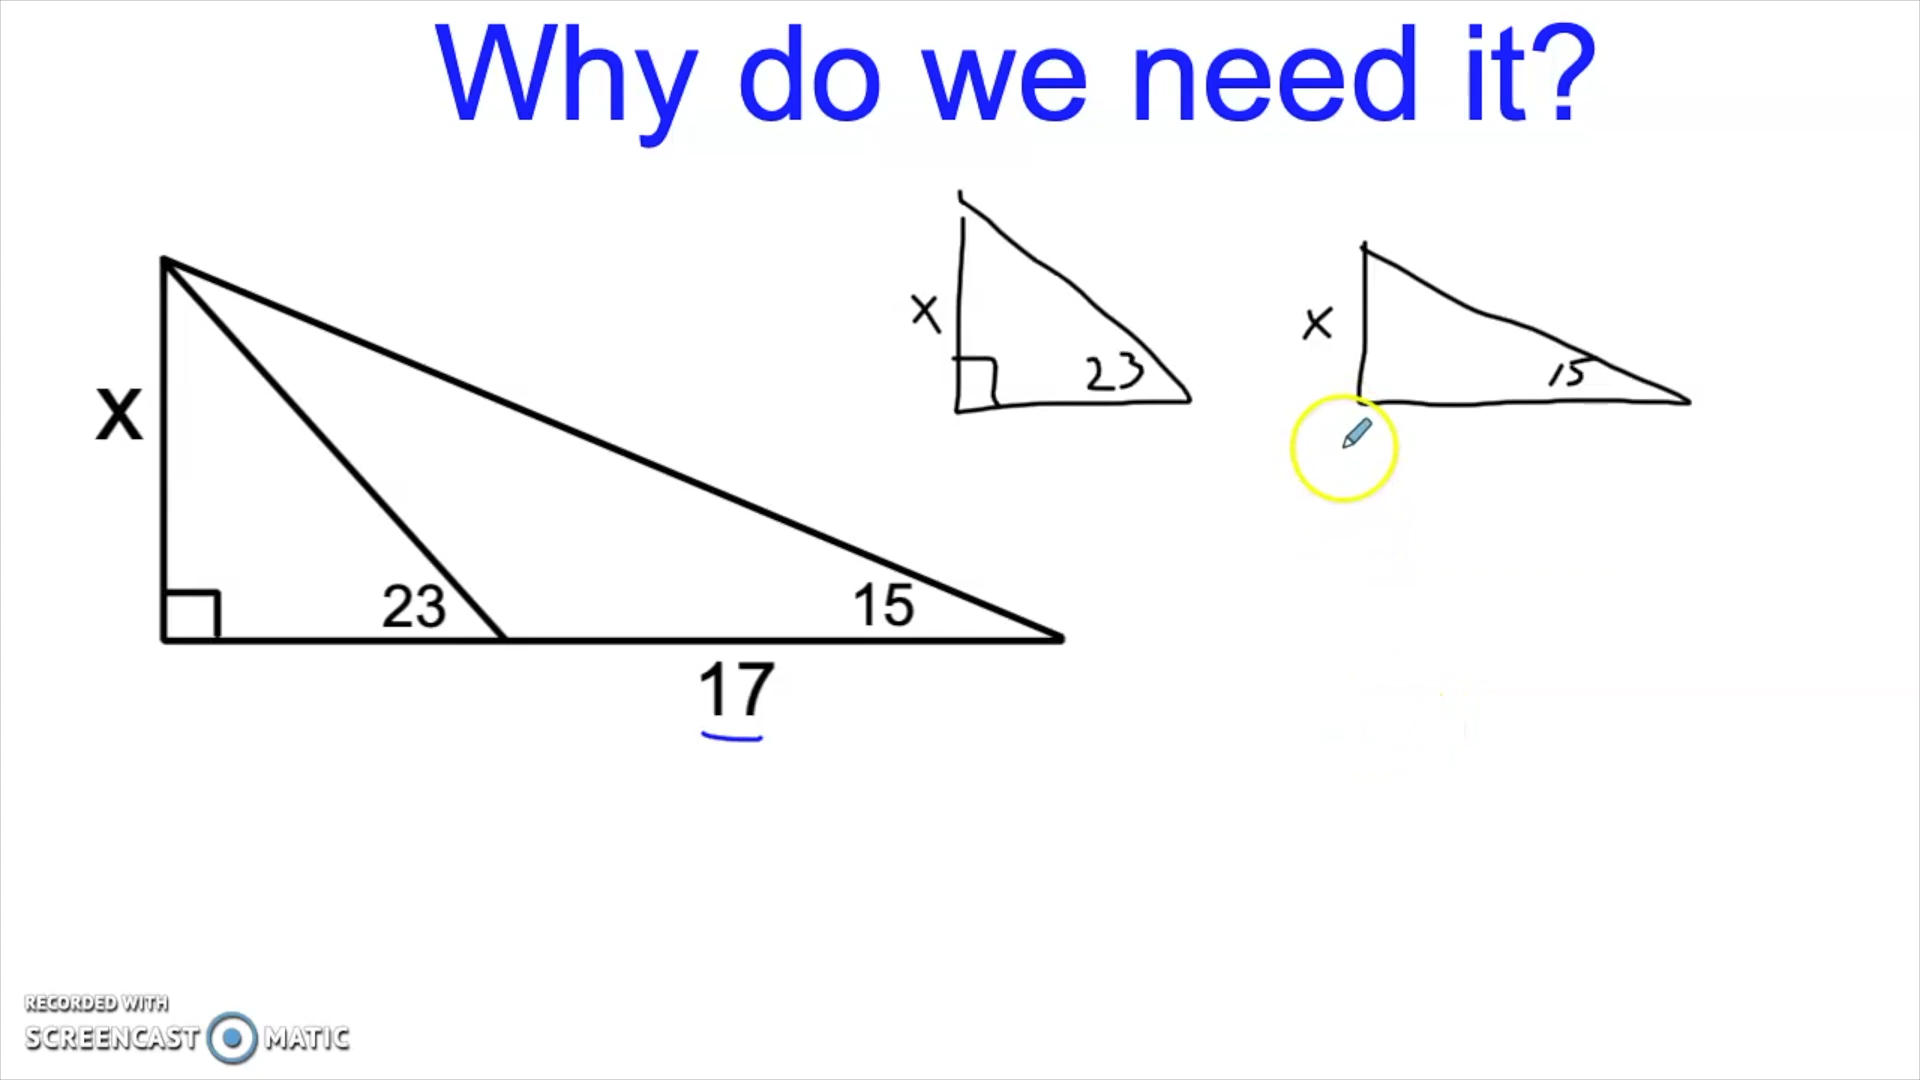 Why do we need it?
x
23
x
15
x
23
15
17
RECORDED WITH
SCREENCAST MATIC